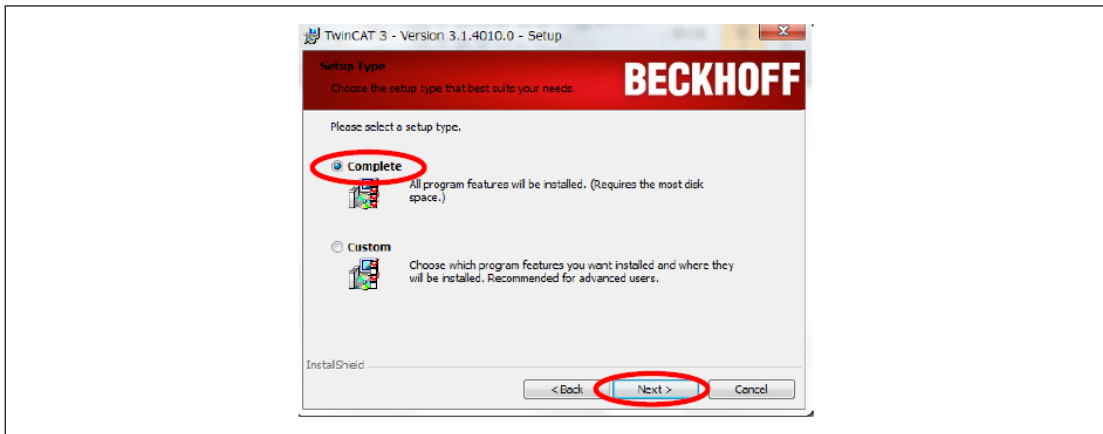 TwinCAT 3 - Version 3.1.4010.0 - Setup
Setup Type
BECKHOFF
Choose the setup type that best suits your needs.
Please select a setup type.
Complete
All program features will be installed. (Requires the most disk
space.)
Custom
Choose which program features you want installed and where they
will be installed. Recommended for advanced users.
InstallShield
< Back Next > Cancel